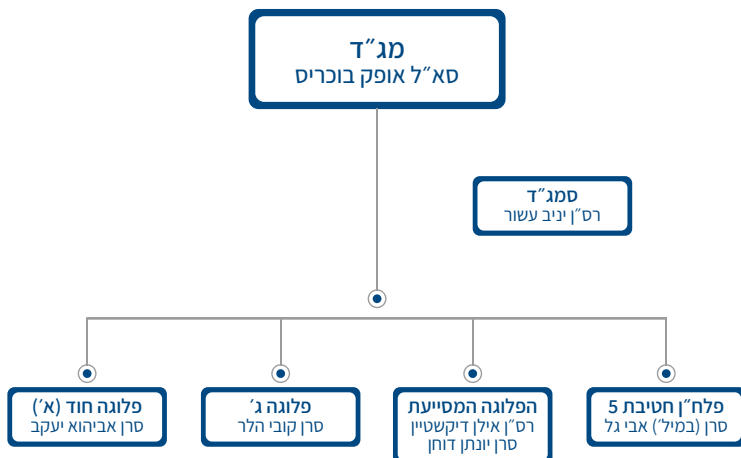 מג״ד
סא״ל אופק בוכריס
סמג״ד
רס״ן יניב עשור
פלח״ן חטיבת 5
סרן (במיל׳) אבי גל
הפלוגה המסייעת
רס״ן אילן דיקשטיין
סרן יונתן דוחן
פלוגה ג׳
סרן קובי הלר
פלוגה חוד (א׳)
סרן אביהוא יעקב